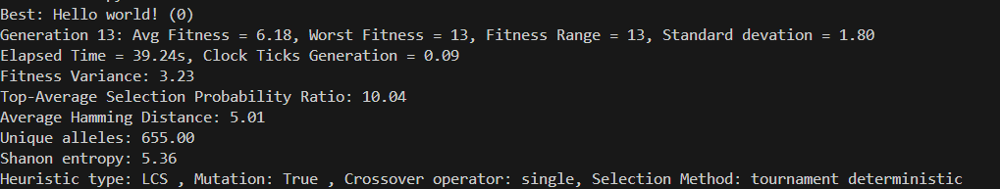 Best: Hello world! (0)
Generation 13: Avg Fitness = 6.18, Worst Fitness = 13, Fitness Range = 13, Standard devation = 1.80
Elapsed Time = 39.24s, Clock Ticks Generation = 0.09
Fitness Variance: 3.23
Top-Average Selection Probability Ratio: 10.04
Average Hamming Distance: 5.01
Unique alleles: 655.00
Shanon entropy: 5.36
Heuristic type: LCS , Mutation: True , Crossover operator: single, Selection Method: tournament deterministic